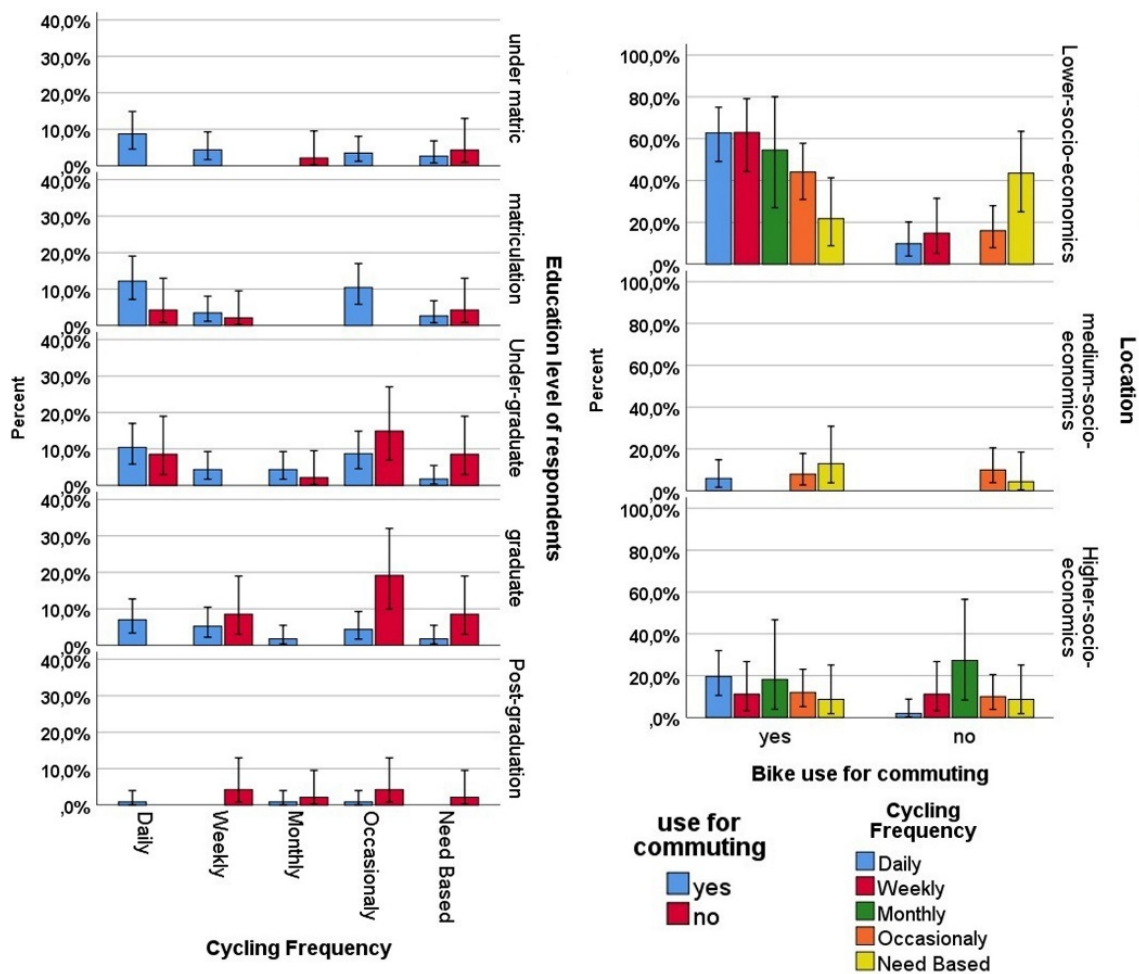 40,0%
30,0%
20,0%
10,0%
,0%
under matric
40,0%
30,0%
20,0%
10,0%
,0%
matriculation
40,0%
30,0%
20,0%
10,0%
,0%
Under-graduate
40,0%
30,0%
20,0%
10,0%
,0%
graduate
40,0%
30,0%
20,0%
10,0%
,0%
Post-graduation
Percent
Education level of respondents
Daily
Weekly
Monthly
Occasionaly
Need Based
Cycling Frequency
100,0%
80,0%
60,0%
40,0%
20,0%
,0%
Lower-socio-economics
100,0%
80,0%
60,0%
40,0%
20,0%
,0%
medium-socio-
economics
100,0%
80,0%
60,0%
40,0%
20,0%
,0%
Higher-socio-
economics
Percent
Location
yes
no
Bike use for commuting
use for
commuting
yes
no
Cycling
Frequency
Daily
Weekly
Monthly
Occasionaly
Need Based